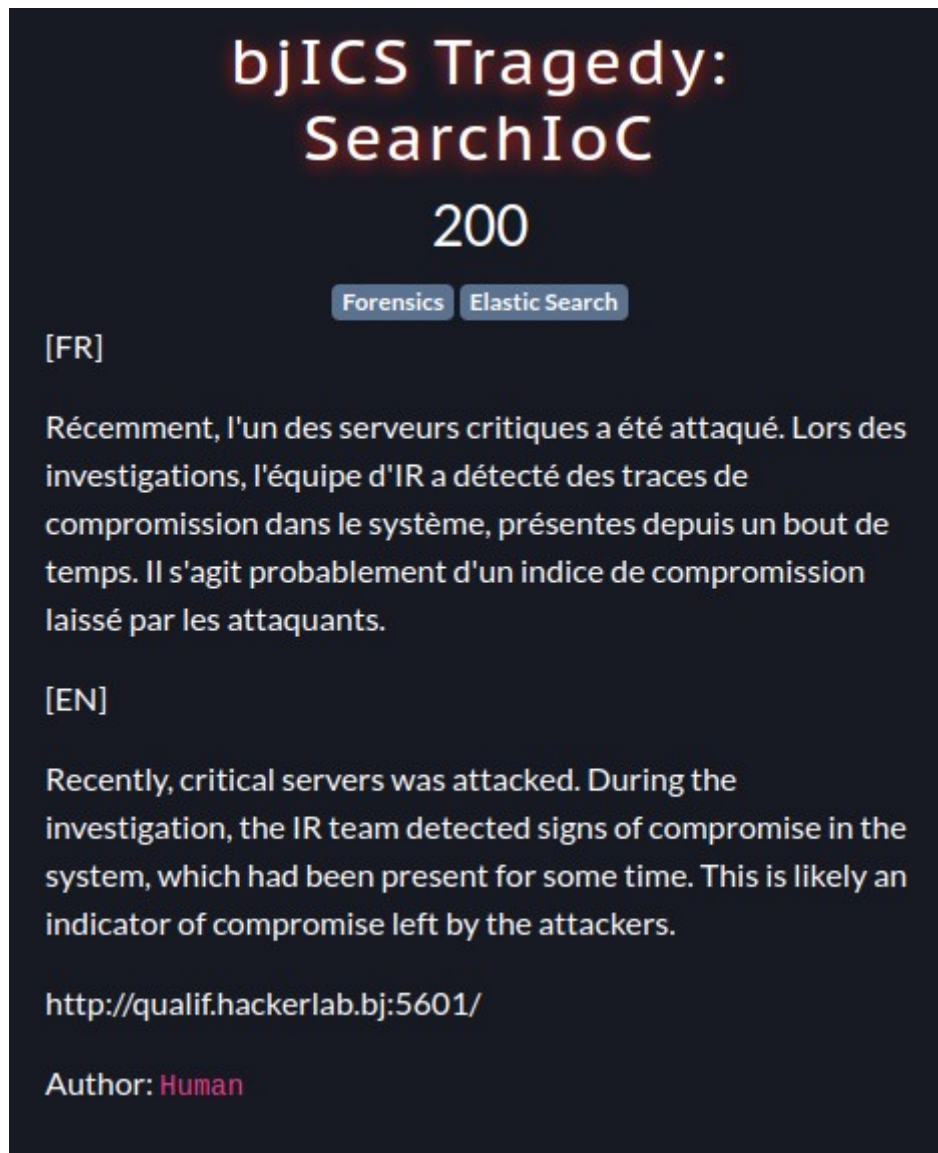 bjICS Tragedy:
SearchIoC
200
Forensics Elastic Search
[FR]
Récemment, l'un des serveurs critiques a été attaqué. Lors des
investigations, l'équipe d'IR a détecté des traces de
compromission dans le système, présentes depuis un bout de
temps. Il s'agit probablement d'un indice de compromission
laissé par les attaquants.
[EN]
Recently, critical servers was attacked. During the
investigation, the IR team detected signs of compromise in the
system, which had been present for some time. This is likely an
indicator of compromise left by the attackers.
http://qualif.hackerlab.bj:5601/
Author: Human